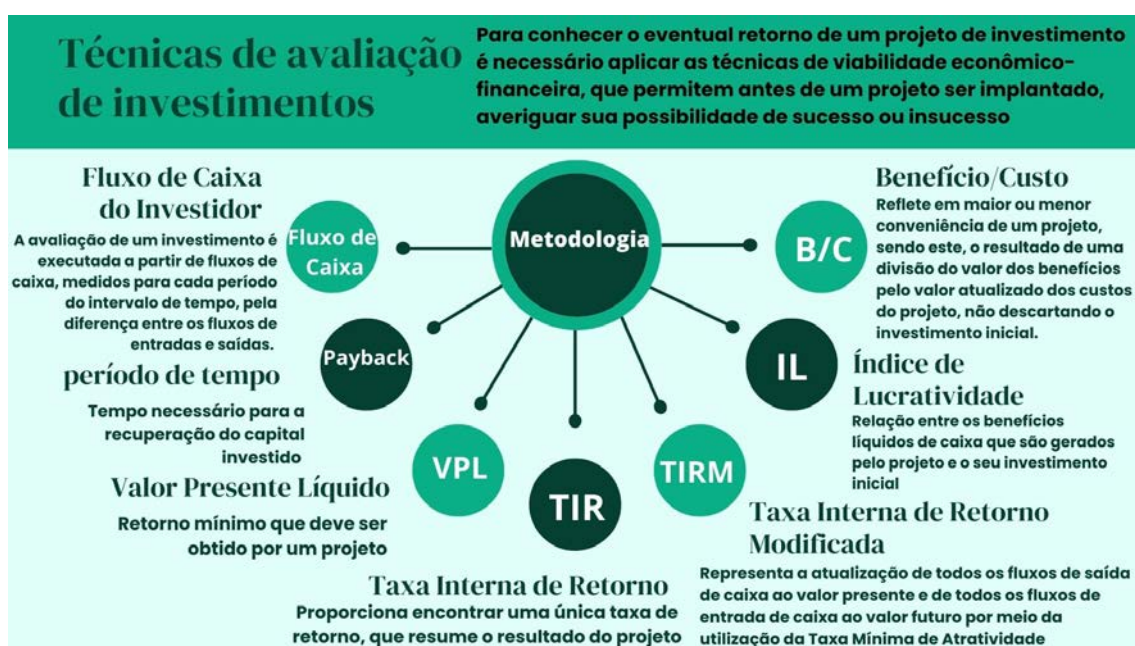 Técnicas de avaliação
de investimentos
Para conhecer o eventual retorno de um projeto de investimento
é necessário aplicar as técnicas de viabilidade econômico-
financeira, que permitem antes de um projeto ser implantado,
averiguar sua possibilidade de sucesso ou insucesso
Fluxo de Caixa
do Investidor
A avaliação de um investimento é
executada a partir de fluxos de
caixa, medidos para cada período
do intervalo de tempo, pela
diferença entre os fluxos de
entradas e saídas.
Fluxo de
Caixa
Metodologia
B/C
Benefício/Custo
Reflete em maior ou menor
conveniência de um projeto,
sendo este, o resultado de uma
divisão do valor dos benefícios
pelo valor atualizado dos custos
do projeto, não descartando o
investimento inicial.
Payback
período de tempo
Tempo necessário para a
recuperação do capital
investido
IL
Índice de
Lucratividade
Relação entre os benefícios
líquidos de caixa que são gerados
pelo projeto e o seu investimento
inicial
VPL
Valor Presente Líquido
Retorno mínimo que deve ser
obtido por um projeto
TIR
Taxa Interna de Retorno
Proporciona encontrar uma única taxa de
retorno, que resume o resultado do projeto
TIRM
Taxa Interna de Retorno
Modificada
Representa a atualização de todos os fluxos de saída
de caixa ao valor presente e de todos os fluxos de
entrada de caixa ao valor futuro por meio da
utilização da Taxa Mínima de Atratividade